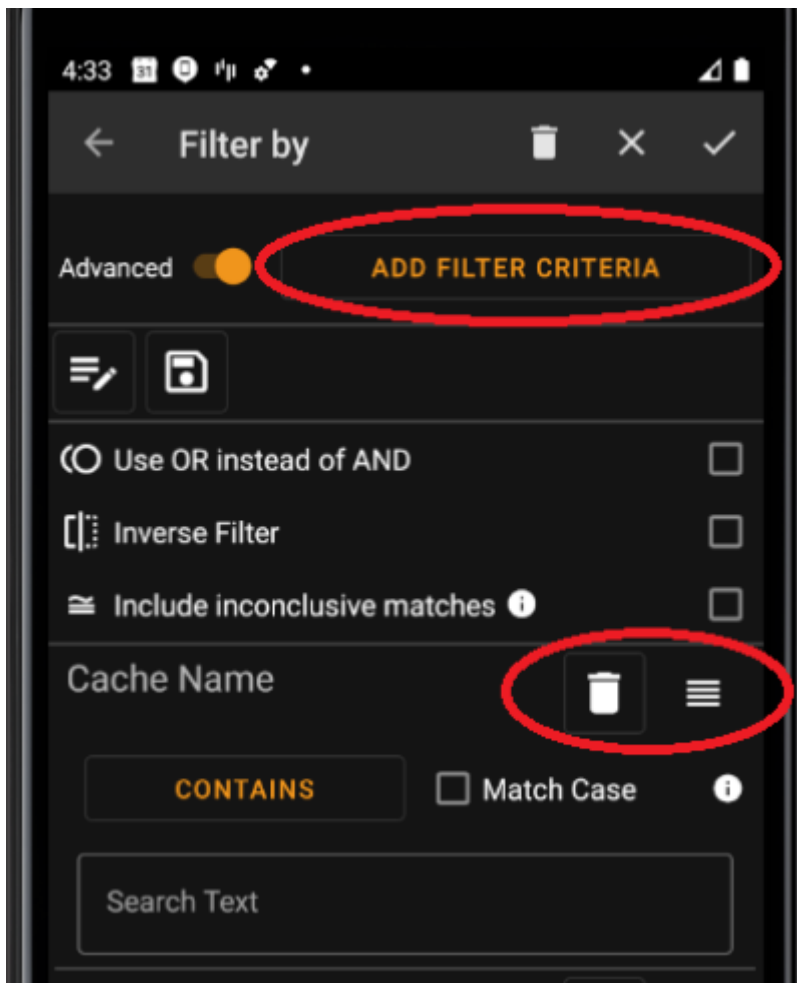 4:33 31
Filter by
Advanced ADD FILTER CRITERIA
Use OR instead of AND
Inverse Filter
Include inconclusive matches
Cache Name
CONTAINS Match Case
Search Text